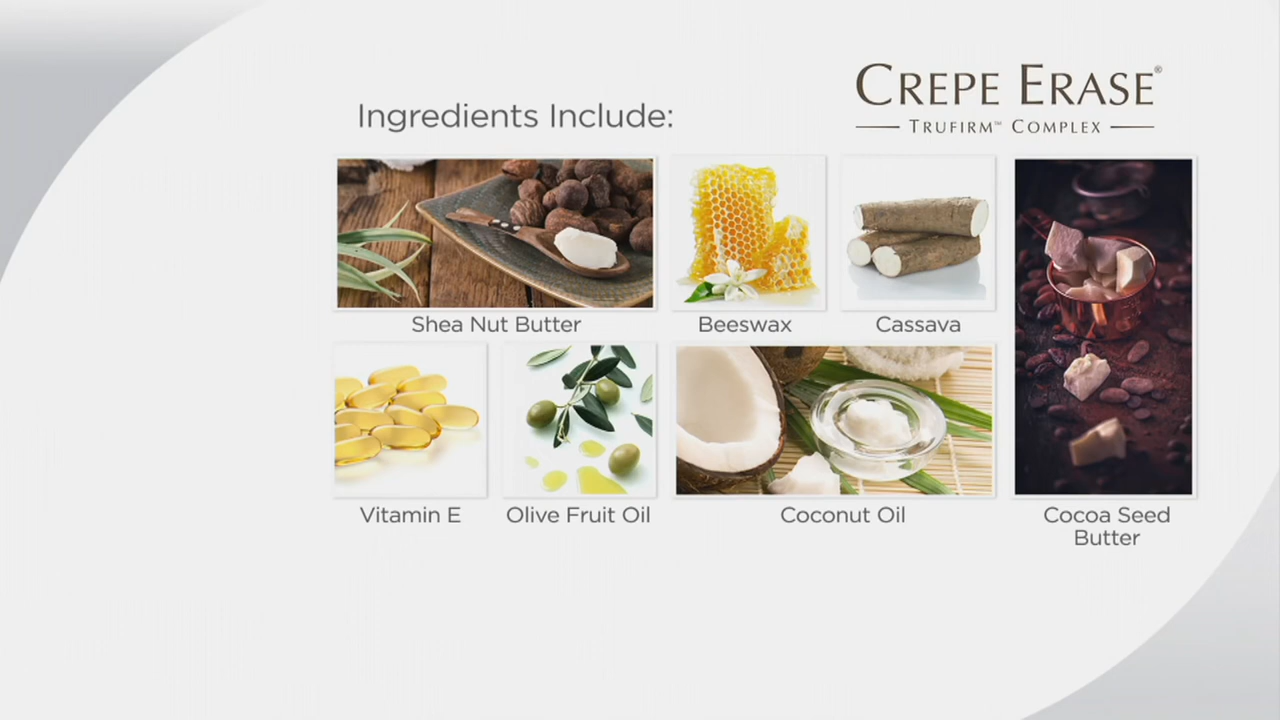 CREPE ERASE®
TRUFIRM™ COMPLEX
Ingredients Include:
Shea Nut Butter
Beeswax
Cassava
Vitamin E
Olive Fruit Oil
Coconut Oil
Cocoa Seed
Butter